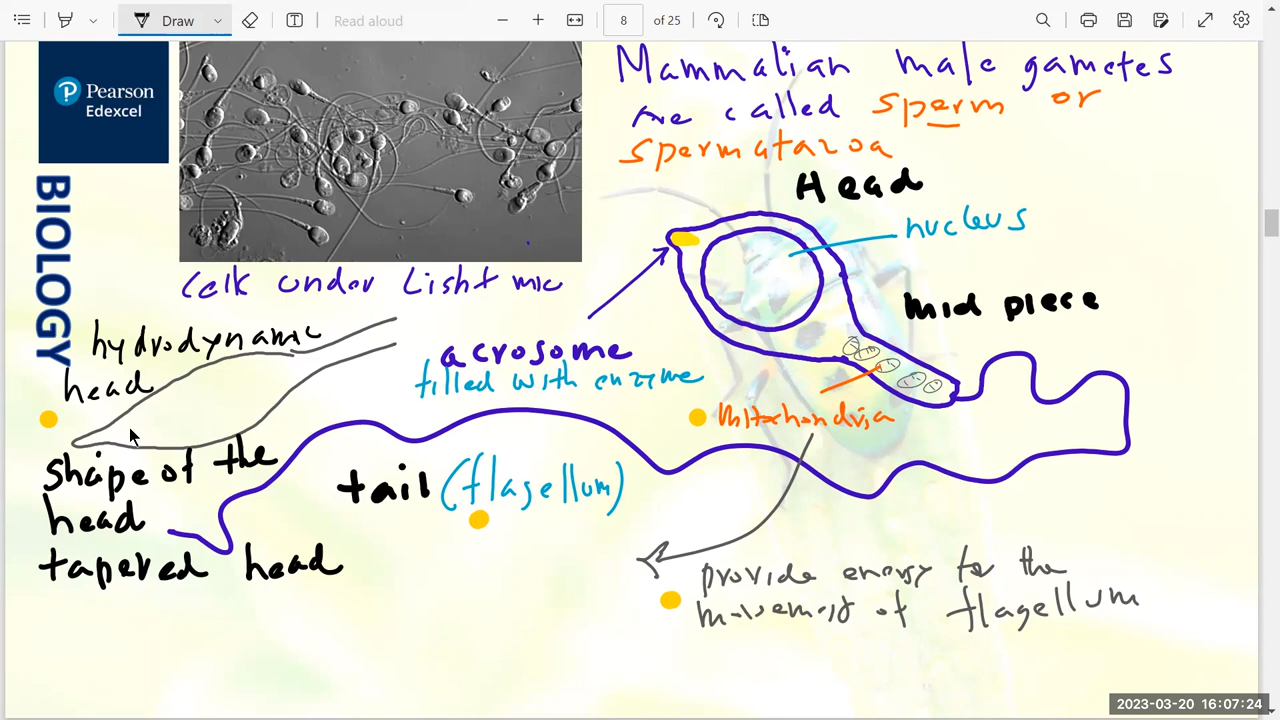 Draw
Read aloud
8
of 25
Pearson
Edexcel
BIOLOGY
Mammalian male gametes
are called sperm or
spermatazoa
Head
nucleus
Cells under Light mic
hydrodynamic
head
mid piece
acrosome
filled with enzyme
mitochondria
shape of the
head
tapered head
tail (flagellum)
provide energy for the
movement of flagellum
2023-03-20 16:07:24